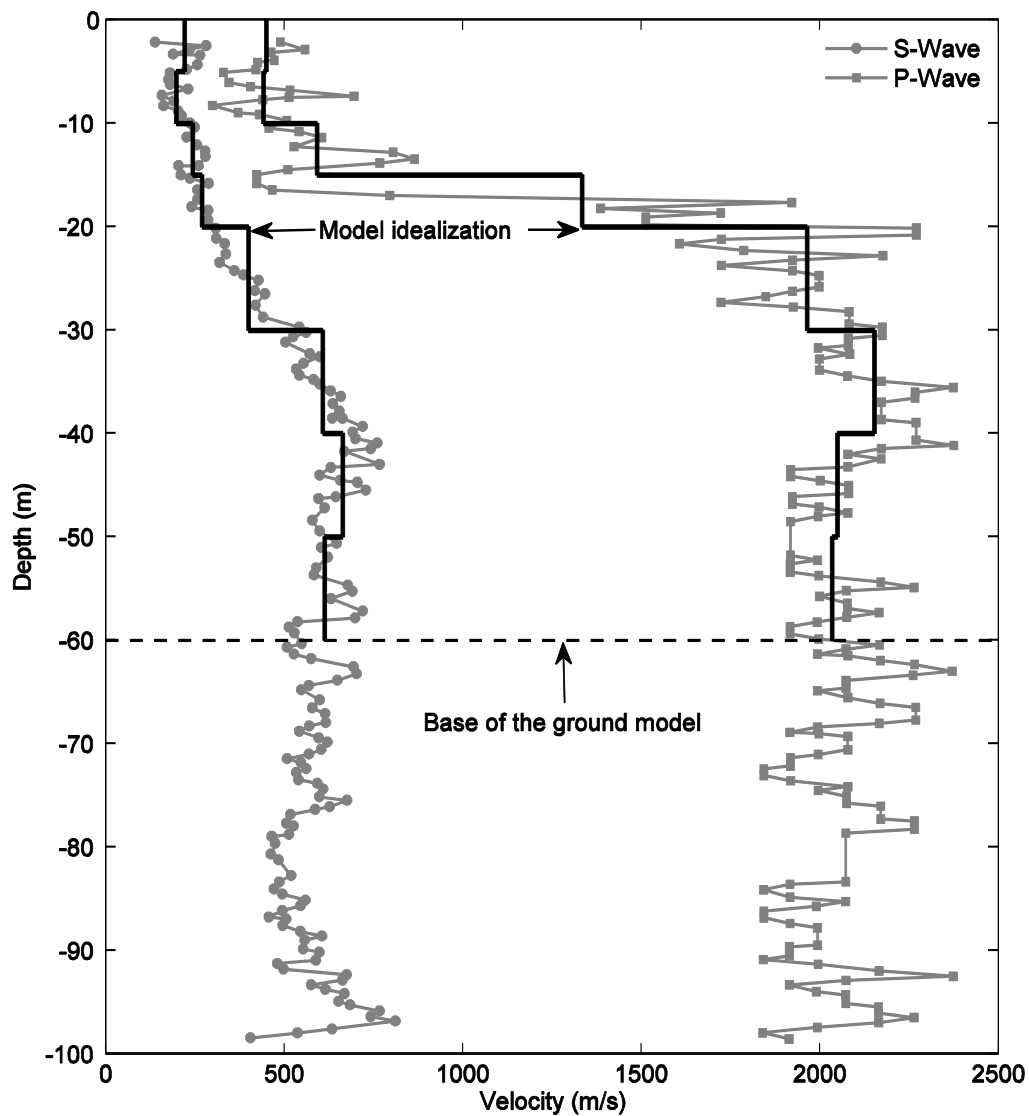 0
-10
-20
-30
-40
-50
-60
-70
-80
-90
-100
Depth (m)
S-Wave
P-Wave
Model idealization
Base of the ground model
0
500
1000
1500
2000
2500
Velocity (m/s)